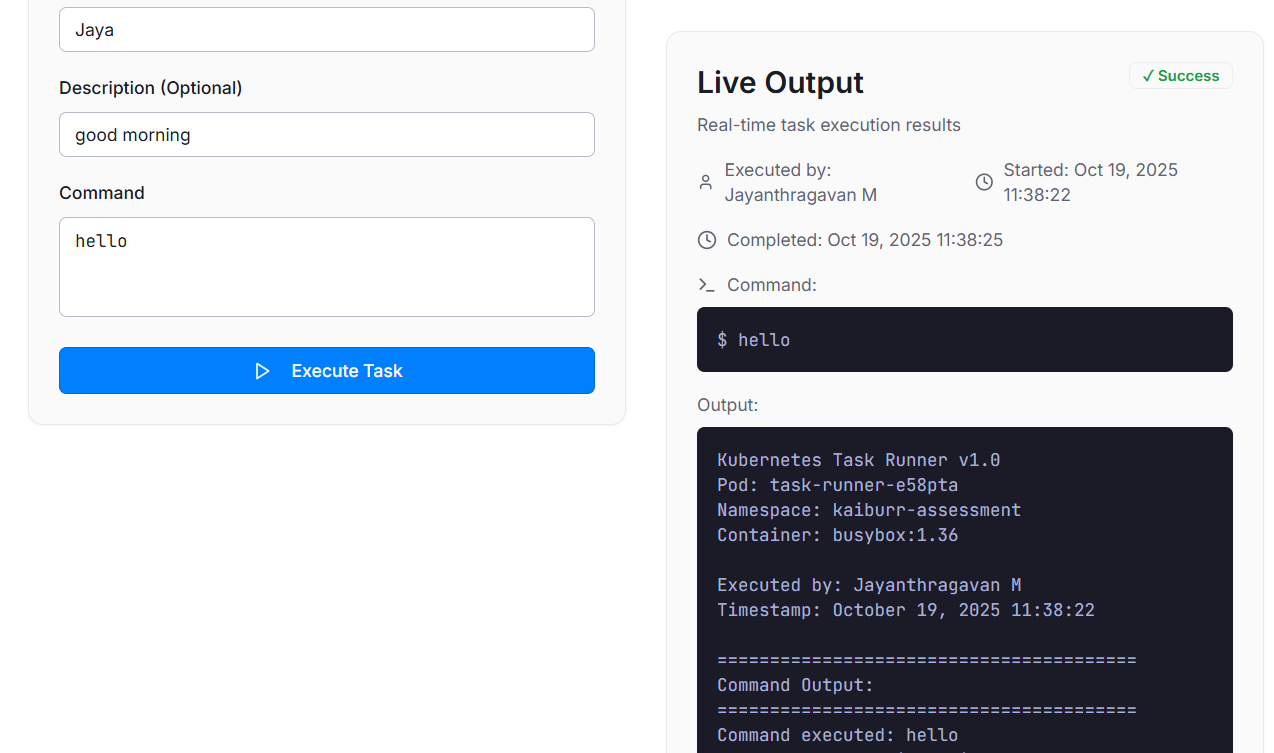 Jaya
Description (Optional)
good morning
Command
hello
Execute Task
Live Output
✓ Success
Real-time task execution results
Executed by:
Jayanthragavan M
Started: Oct 19, 2025
11:38:22
Completed: Oct 19, 2025 11:38:25
Command:
$ hello
Output:
Kubernetes Task Runner v1.0
Pod: task-runner-e58pta
Namespace: kaiburr-assessment
Container: busybox:1.36
Executed by: Jayanthragavan M
Timestamp: October 19, 2025 11:38:22
========================================
Command Output:
========================================
Command executed: hello